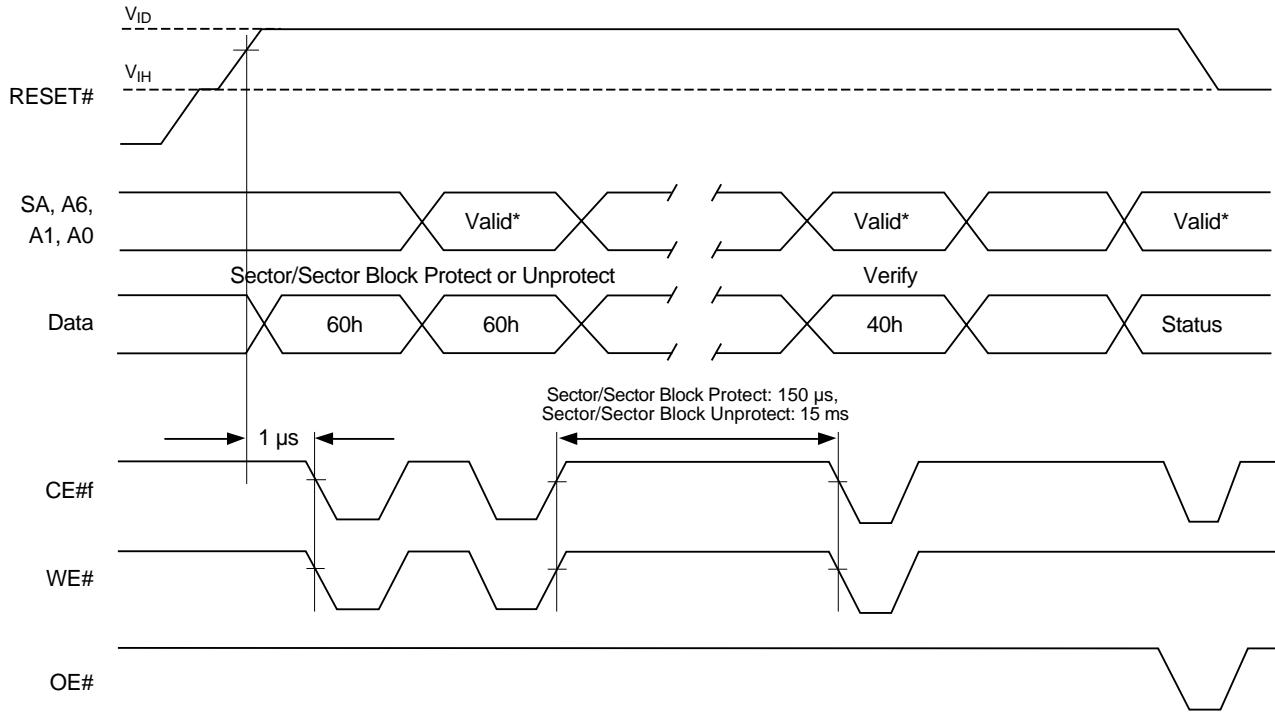 VID
VIH
RESET#
SA, A6,
A1, A0
Valid*
Valid*
Valid*
Sector/Sector Block Protect or Unprotect
Verify
Data
60h
60h
40h
Status
Sector/Sector Block Protect: 150 µs,
Sector/Sector Block Unprotect: 15 ms
1 µs
CE#f
WE#
OE#